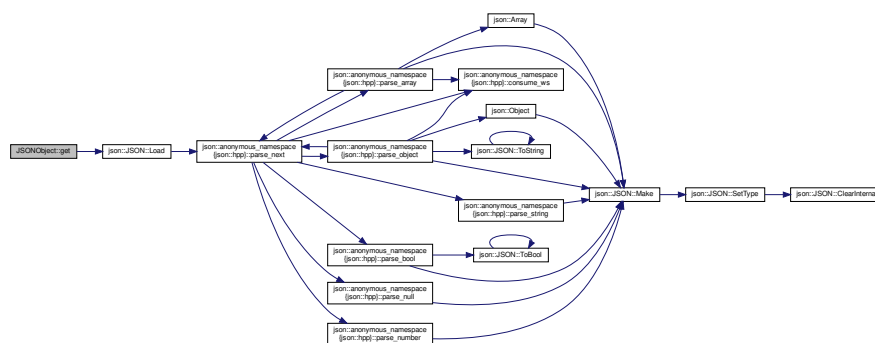 json::Array
json::anonymous_namespace
{json::hpp}::parse_array
json::anonymous_namespace
{json::hpp}::consume_ws
json::Object
JSONObject::get
json::JSON::Load
json::anonymous_namespace
{json::hpp}::parse_next
json::anonymous_namespace
{json::hpp}::parse_object
json::JSON::ToString
json::JSON::Make
json::JSON::SetType
json::JSON::ClearInternal
json::anonymous_namespace
{json::hpp}::parse_string
json::anonymous_namespace
{json::hpp}::parse_bool
json::JSON::ToBool
json::anonymous_namespace
{json::hpp}::parse_null
json::anonymous_namespace
{json::hpp}::parse_number